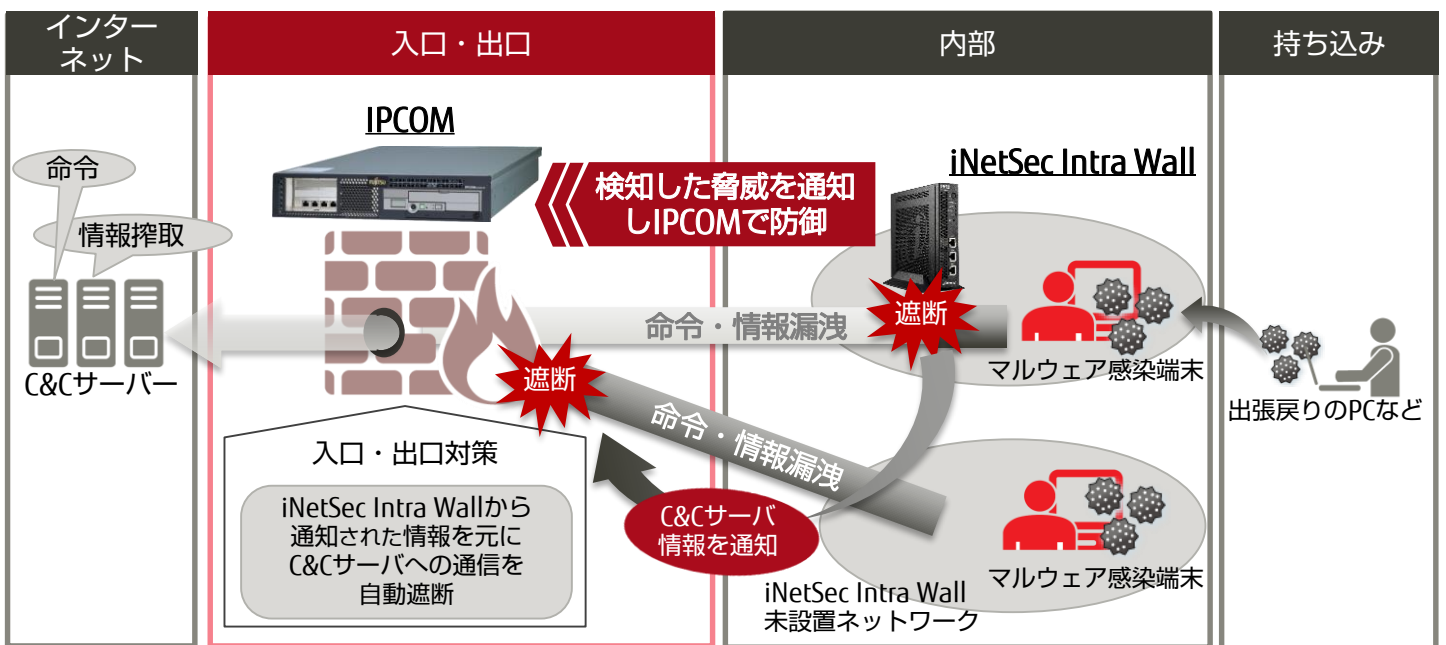 インター
ネット
入口・出口
内部
持ち込み
IPCOM
iNetSec Intra Wall
命令
情報搾取
検知した脅威を通知
しIPCOMで防御
FUJITSU
命令・情報漏洩
遮断
遮断
C&Cサーバー
マルウェア感染端末
出張戻りのPCなど
命令・情報漏洩
入口・出口対策
iNetSec Intra Wallから
通知された情報を元に
C&Cサーバへの通信を
自動遮断
C&Cサーバ
情報を通知
マルウェア感染端末
iNetSec Intra Wall
未設置ネットワーク